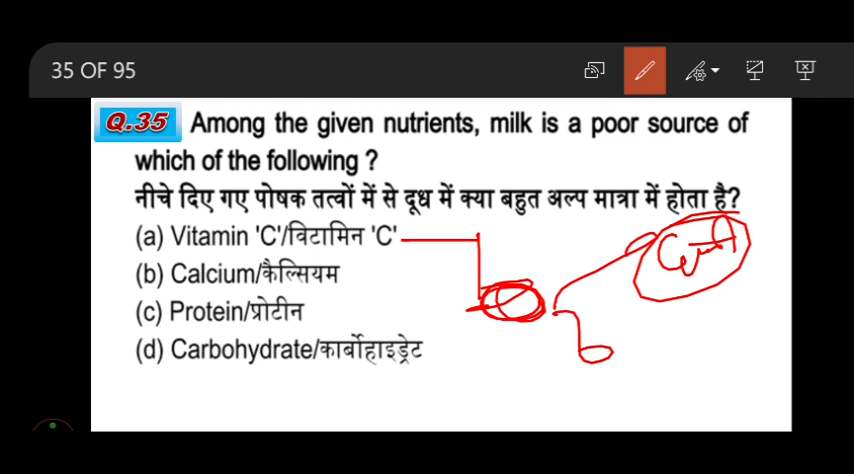 35 OF 95
Q.35 Among the given nutrients, milk is a poor source of
which of the following ?
नीचे दिए गए पोषक तत्वों में से दूध में क्या बहुत अल्प मात्रा में होता है?
(a) Vitamin 'C'/विटामिन 'C'
(b) Calcium/कैल्सियम
(c) Protein/प्रोटीन
(d) Carbohydrate/कार्बोहाइड्रेट